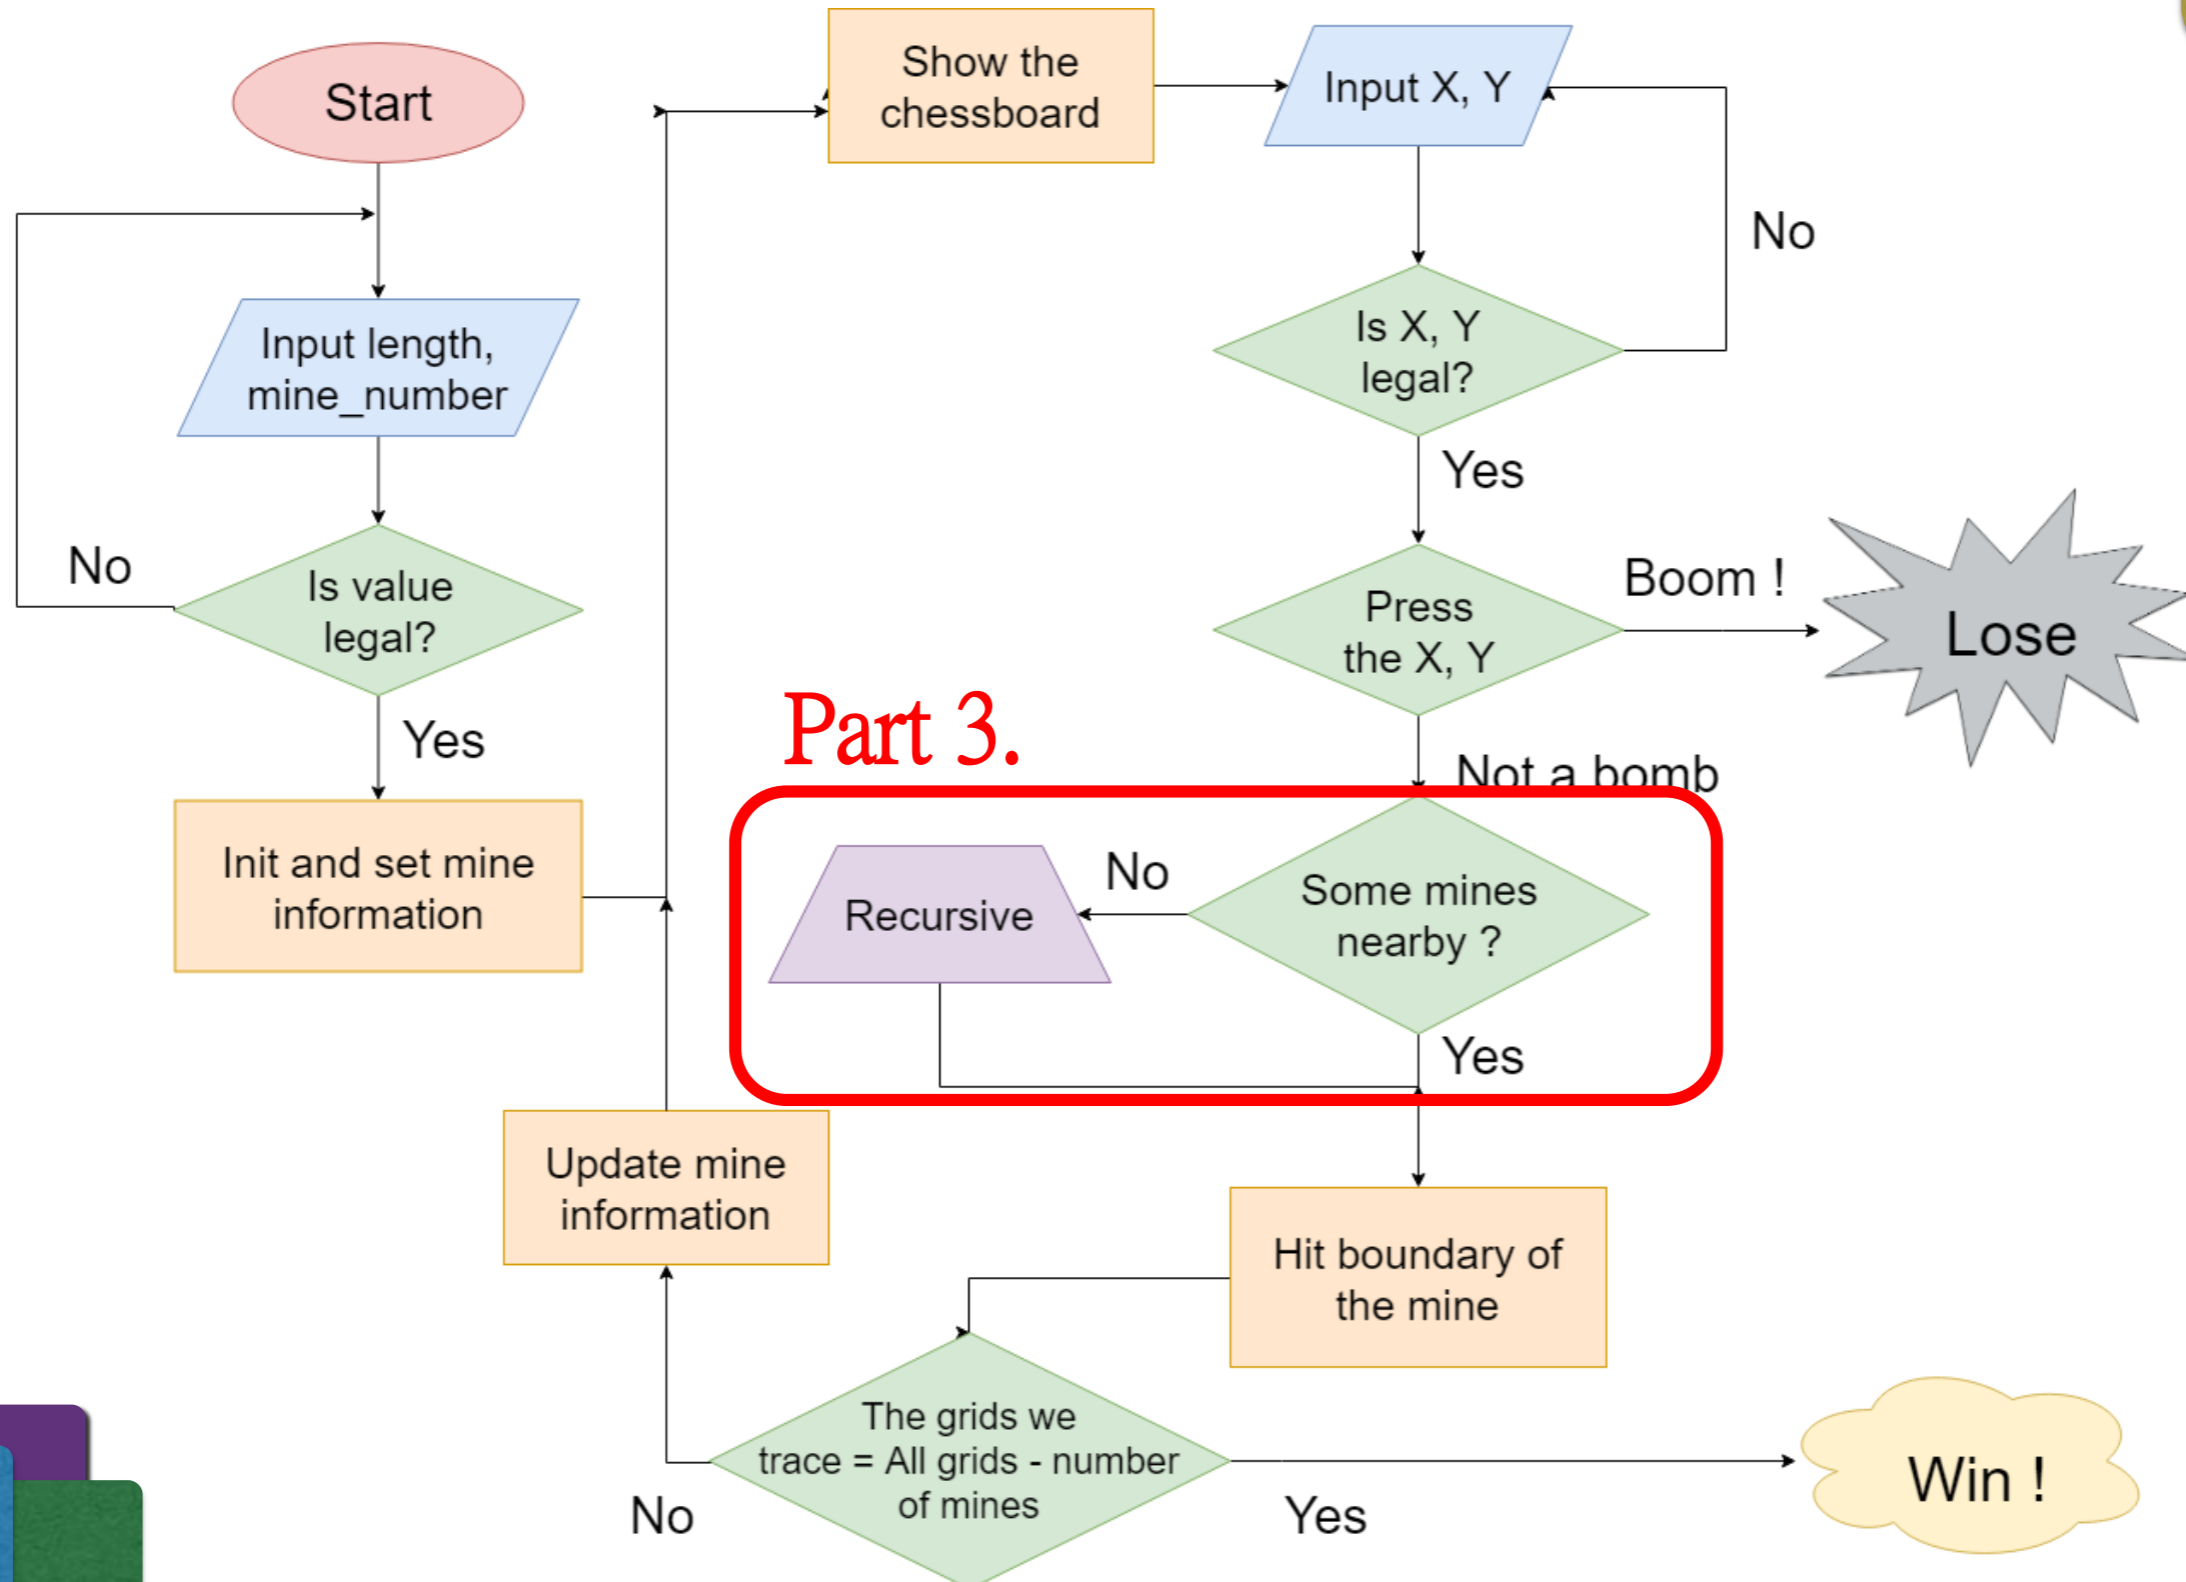 Start
Input length,
mine_number
Is value
legal?
No
Yes
Init and set mine
information
Show the
chessboard
Input X, Y
Is X, Y
legal?
No
Yes
Press
the X, Y
Boom !
Lose
Not a bomb
Part 3.
Some mines
nearby ?
No
Recursive
Yes
Hit boundary of
the mine
Update mine
information
The grids we
trace = All grids - number
of mines
No
Yes
Win !